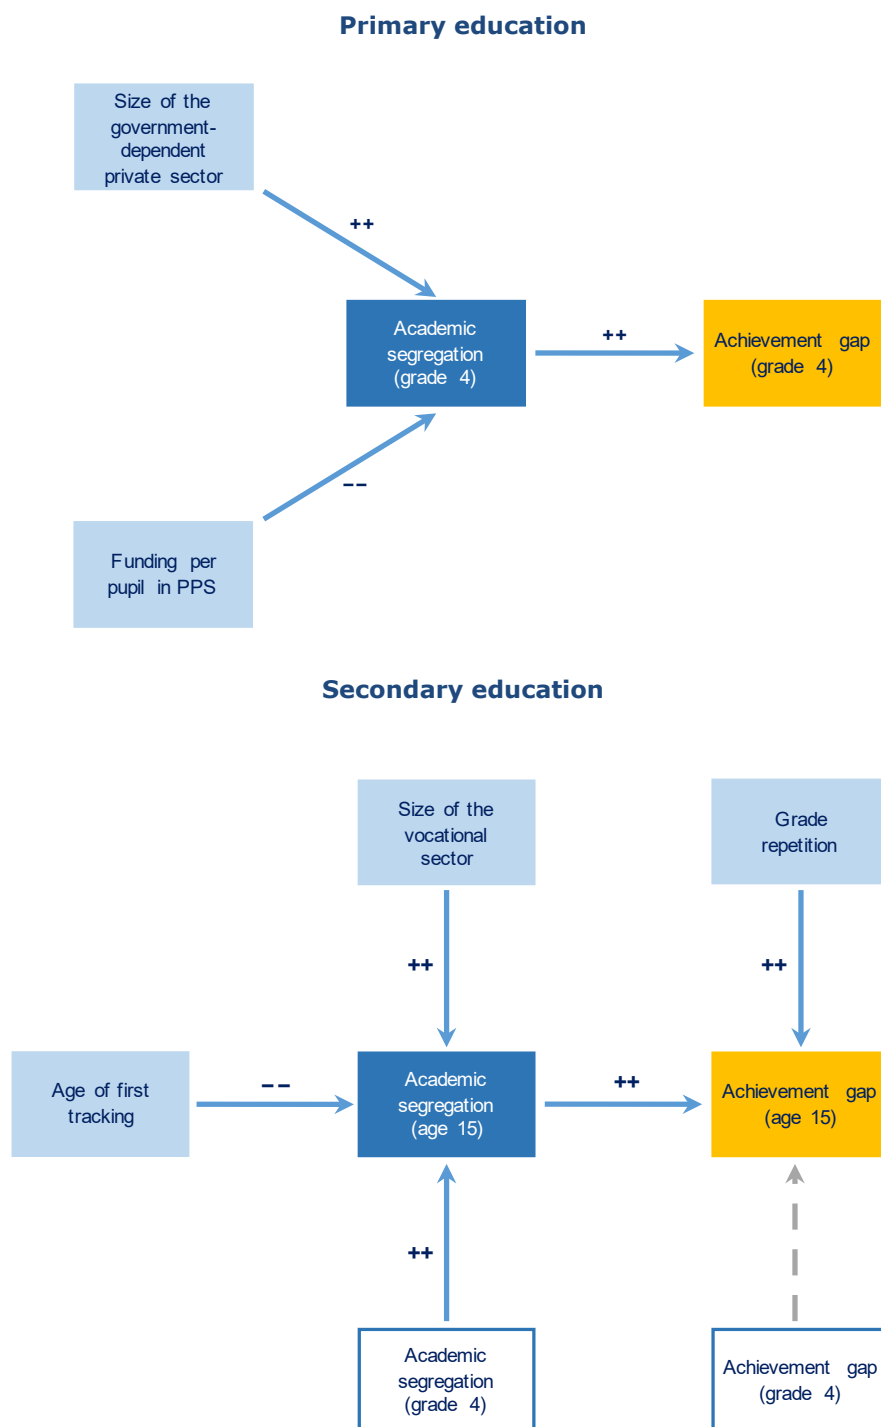 Primary education
Size of the
government-
dependent
private sector
++
Academic
segregation
(grade 4)
++
Achievement gap
(grade 4)
−−
Funding per
pupil in PPS
Secondary education
Size of the
vocational
sector
Grade
repetition
++
++
Age of first
tracking
−−
Academic
segregation
(age 15)
++
Achievement gap
(age 15)
++
Academic
segregation
(grade 4)
Achievement gap
(grade 4)